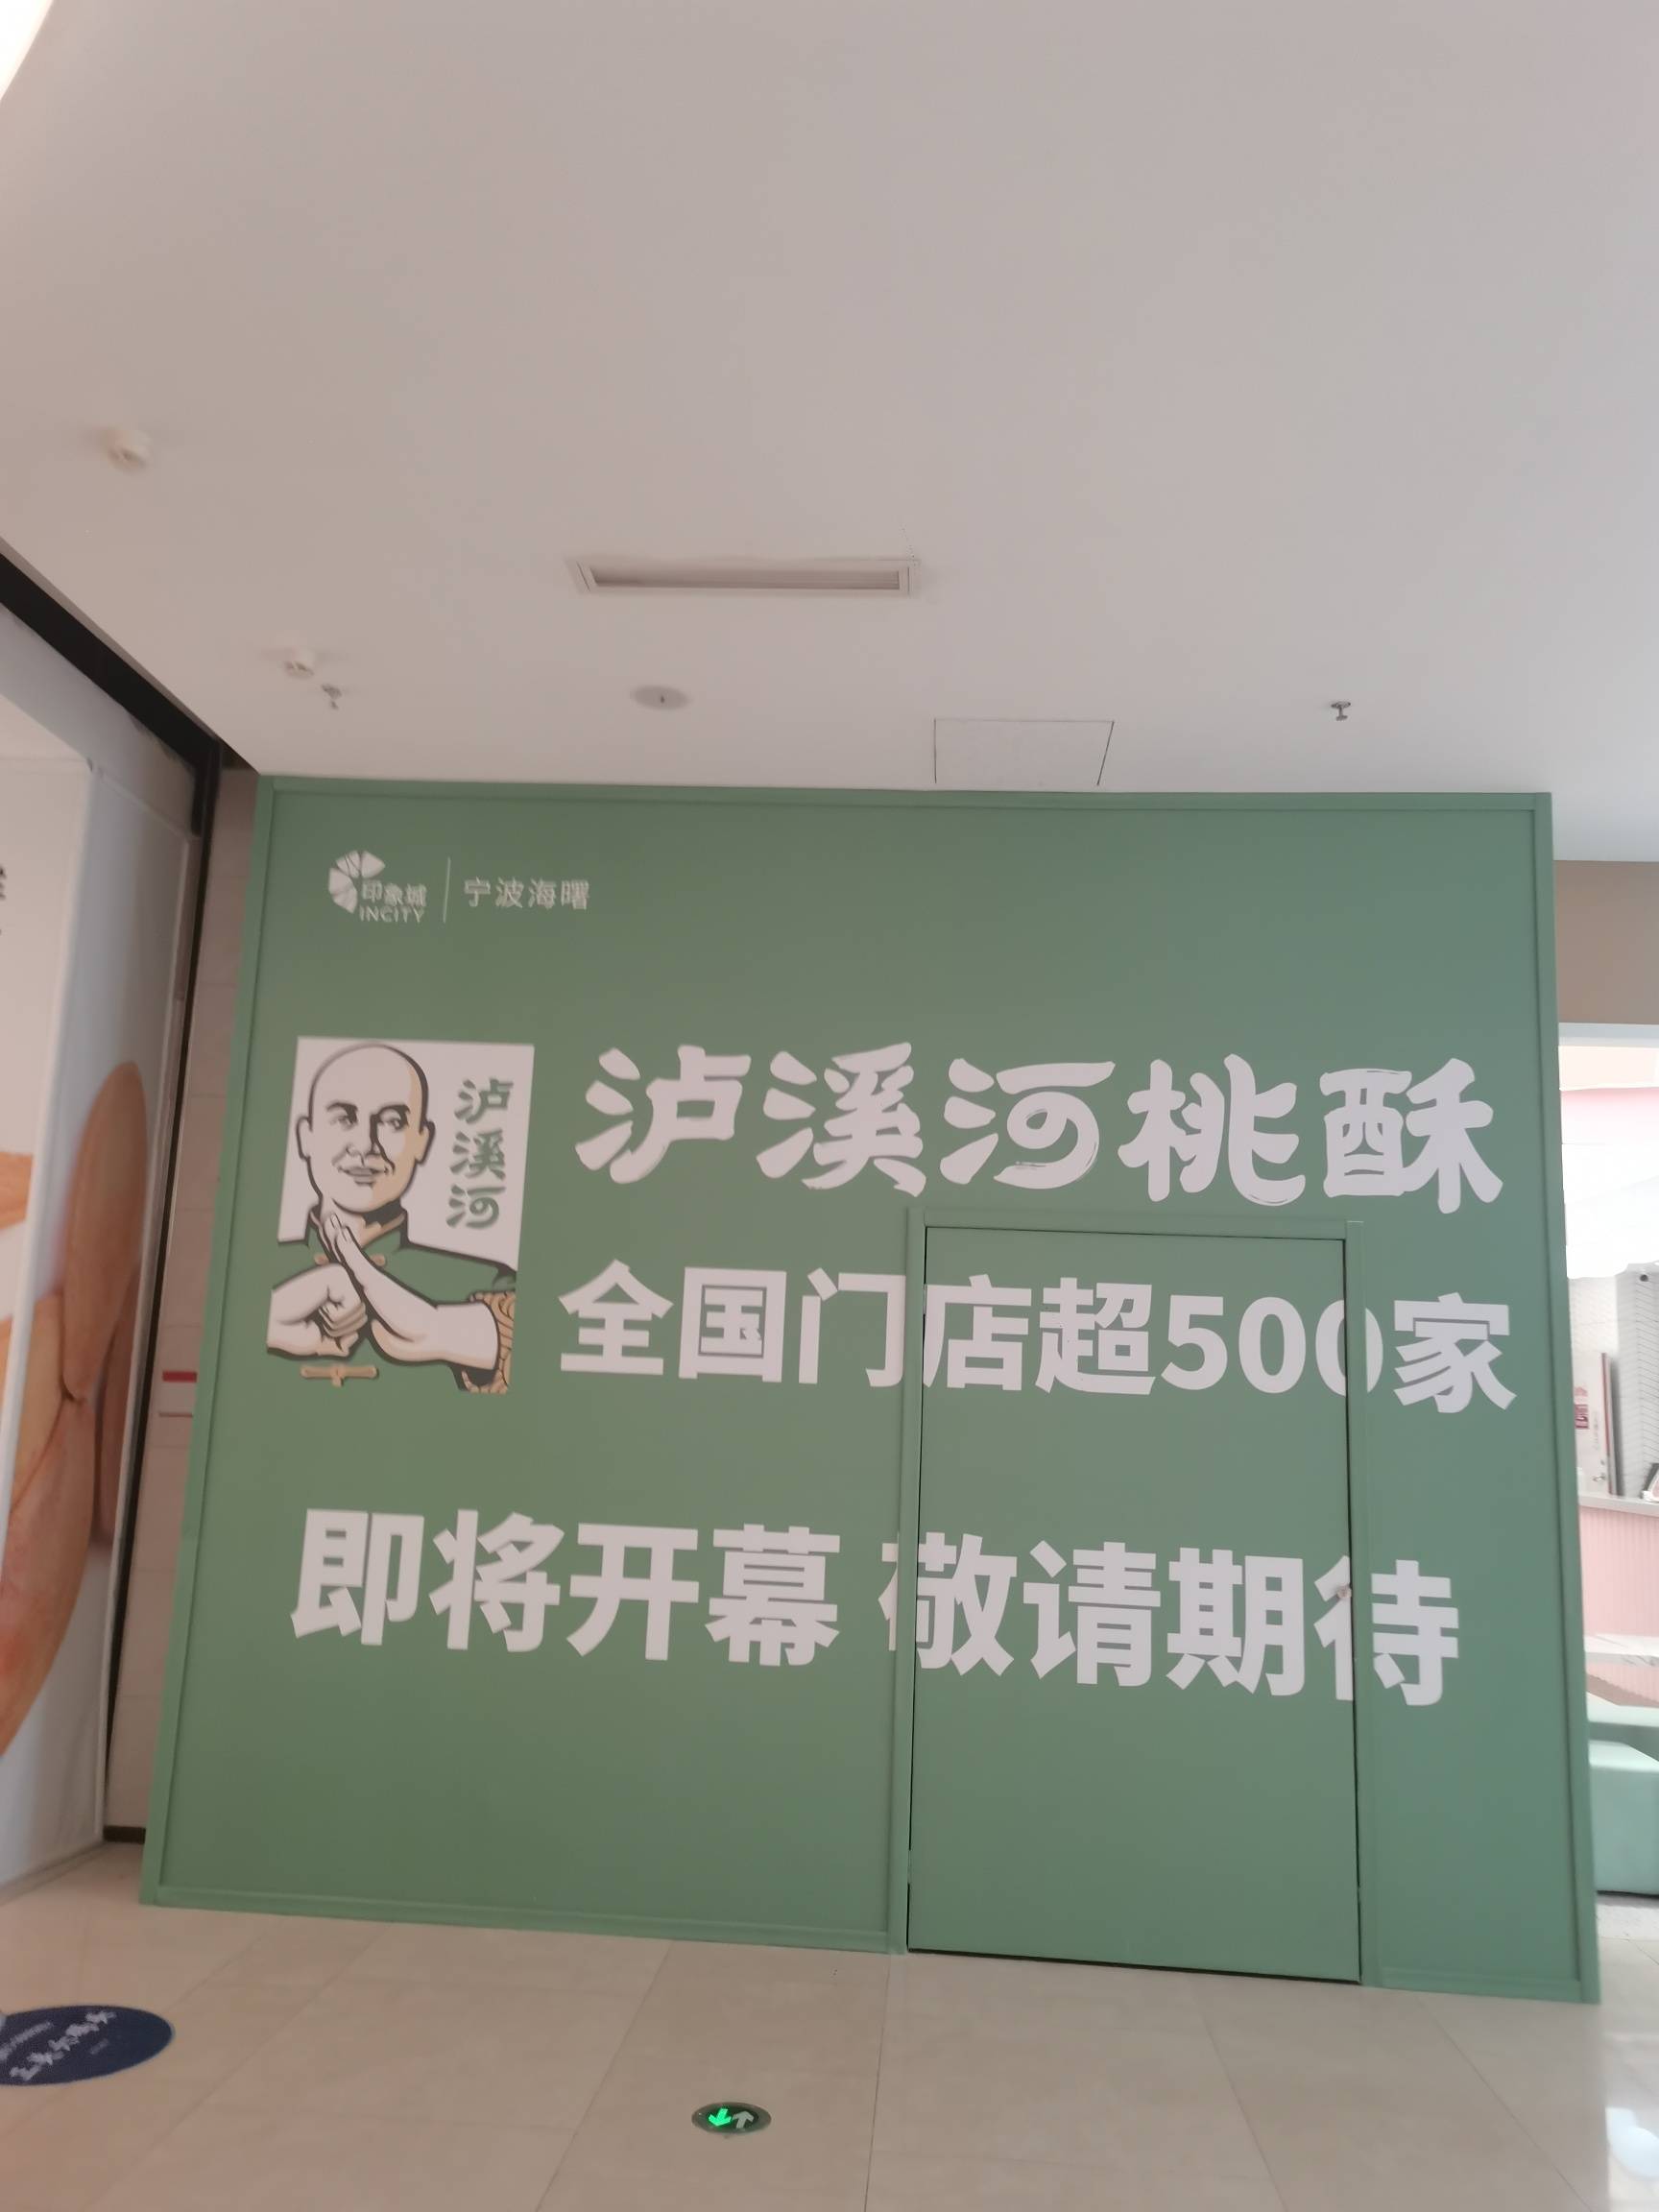 印象城
INCITY
宁波海曙
泸溪河
泸溪河桃酥
全国门店超500家
即将开幕 敬请期待